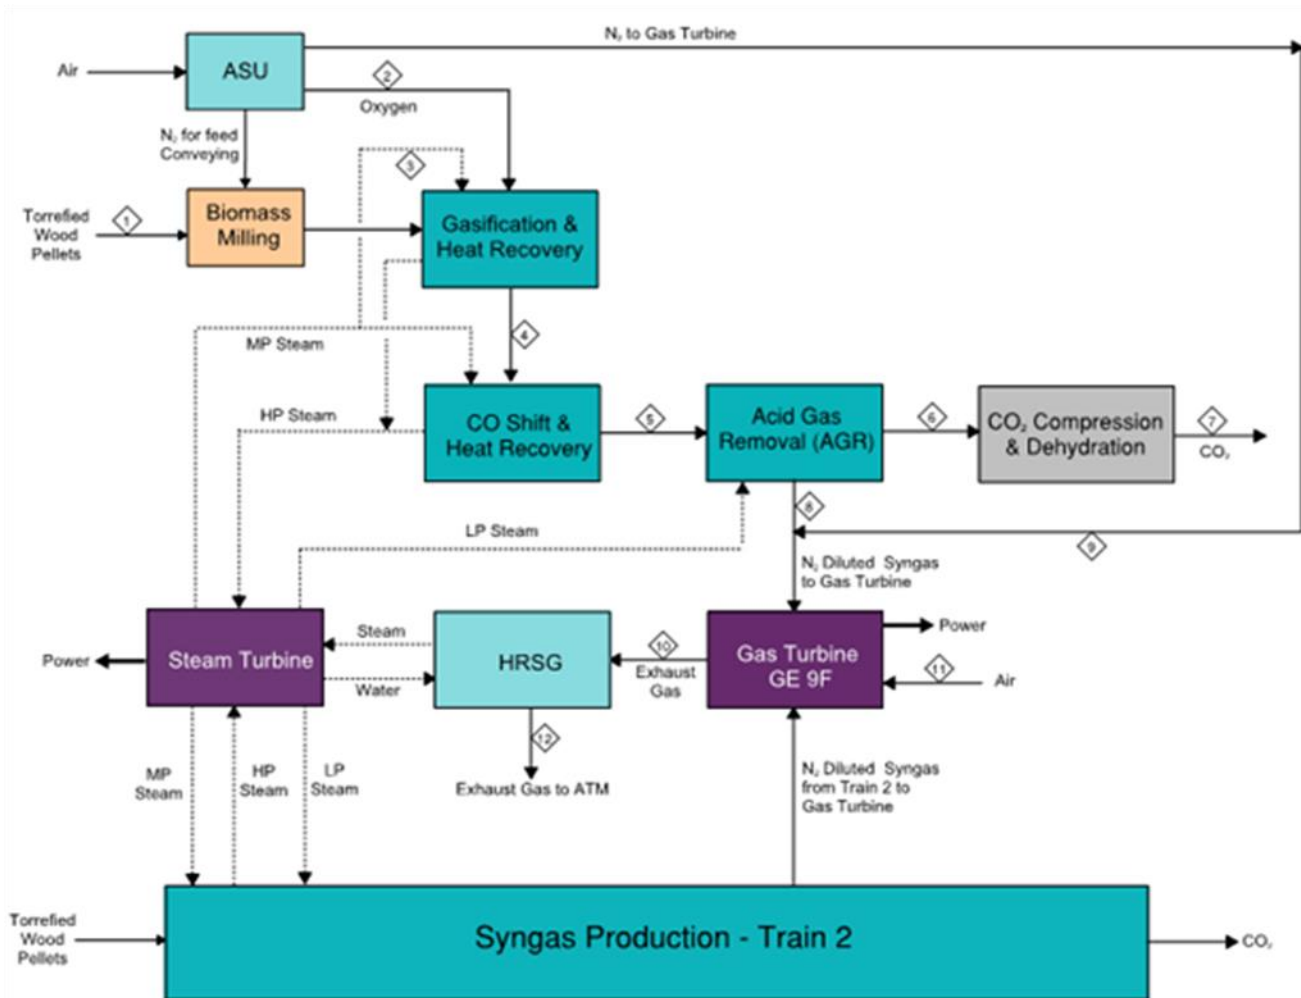 N₂ to Gas Turbine
Air
ASU
2
Oxygen
N₂ for feed
Conveying
3
Torrefied
Wood
Pellets
1
Biomass
Milling
Gasification &
Heat Recovery
4
MP Steam
HP Steam
CO Shift &
Heat Recovery
5
Acid Gas
Removal (AGR)
6
CO₂ Compression
& Dehydration
7
CO₂
8
LP Steam
9
N₂ Diluted Syngas
to Gas Turbine
Power
Steam Turbine
Steam
Water
HRSG
10
Exhaust
Gas
Gas Turbine
GE 9F
Power
11
Air
12
Exhaust Gas to ATM
MP
Steam
HP
Steam
LP
Steam
N₂ Diluted Syngas
from Train 2 to
Gas Turbine
Torrefied
Wood
Pellets
Syngas Production - Train 2
CO₂